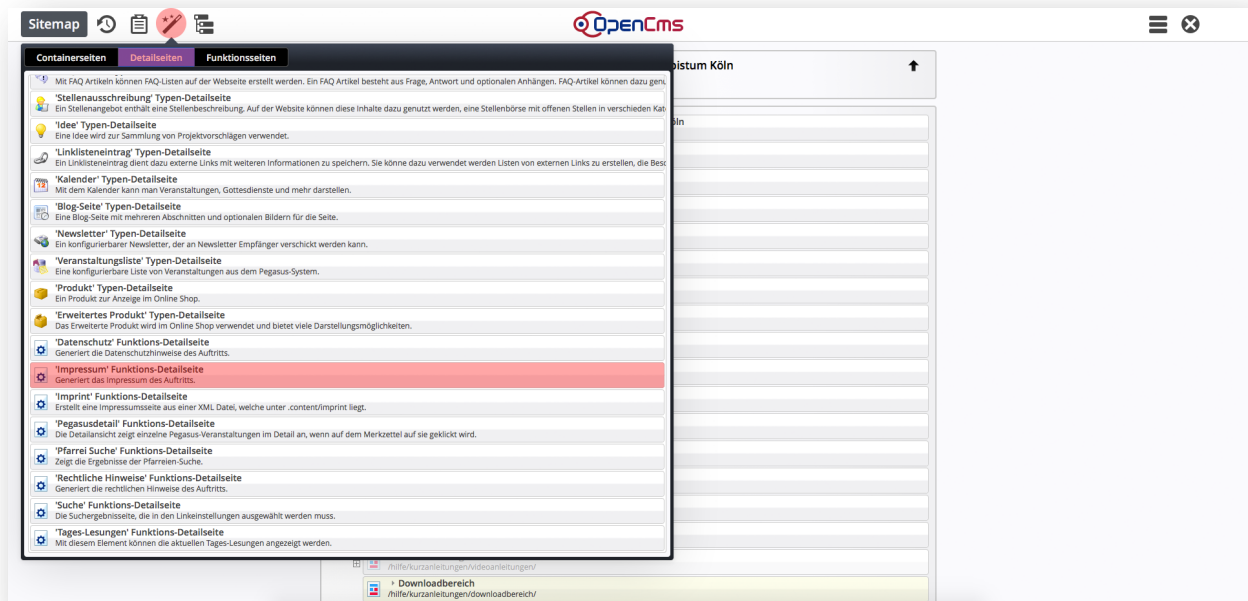 Sitemap
OpenCms
Containerseiten Detailseiten Funktionsseiten
bistum Köln
Mit FAQ Artikeln können FAQ-Listen auf der Webseite erstellt werden. Ein FAQ Artikel besteht aus Frage, Antwort und optionalen Anhängen. FAQ-Artikel können dazu genu
'Stellenausschreibung' Typen-Detailseite
Ein Stellenangebot enthält eine Stellenbeschreibung. Auf der Website können diese Inhalte dazu genutzt werden, eine Stellenbörse mit offenen Stellen in verschieden Kate
öln
'Idee' Typen-Detailseite
Eine Idee wird zur Sammlung von Projektvorschlägen verwendet.
'Linklisteneintrag' Typen-Detailseite
Ein Linklisteneintrag dient dazu externe Links mit weiteren Informationen zu speichern. Sie könne dazu verwendet werden Listen von externen Links zu erstellen, die Besc
'Kalender' Typen-Detailseite
12
Mit dem Kalender kann man Veranstaltungen, Gottesdienste und mehr darstellen.
'Blog-Seite' Typen-Detailseite
Eine Blog-Seite mit mehreren Abschnitten und optionalen Bildern für die Seite.
'Newsletter' Typen-Detailseite
Ein konfigurierbarer Newsletter, der an Newsletter Empfänger verschickt werden kann.
'Veranstaltungsliste' Typen-Detailseite
Eine konfigurierbare Liste von Veranstaltungen aus dem Pegasus-System.
'Produkt' Typen-Detailseite
Ein Produkt zur Anzeige im Online Shop.
'Erweitertes Produkt' Typen-Detailseite
Das Erweiterte Produkt wird im Online Shop verwendet und bietet viele Darstellungsmöglichkeiten.
'Datenschutz' Funktions-Detailseite
Generiert die Datenschutzhinweise des Auftritts.
'Impressum' Funktions-Detailseite
Generiert das Impressum des Auftritts.
'Imprint' Funktions-Detailseite
Erstellt eine Impressumsseite aus einer XML Datei, welche unter .content/imprint liegt.
'Pegasusdetail' Funktions-Detailseite
Die Detailansicht zeigt einzelne Pegasus-Veranstaltungen im Detail an, wenn auf dem Merkzettel auf sie geklickt wird.
'Pfarrei Suche' Funktions-Detailseite
Zeigt die Ergebnisse der Pfarreien-Suche.
'Rechtliche Hinweise' Funktions-Detailseite
Generiert die rechtlichen Hinweise des Auftritts.
'Suche' Funktions-Detailseite
Die Suchergebnisseite, die in den Linkeinstellungen ausgewählt werden muss.
'Tages-Lesungen' Funktions-Detailseite
Mit diesem Element können die aktuellen Tages-Lesungen angezeigt werden.
/hilfe/kurzanleitungen/videoanleitungen/
Downloadbereich
/hilfe/kurzanleitungen/downloadbereich/